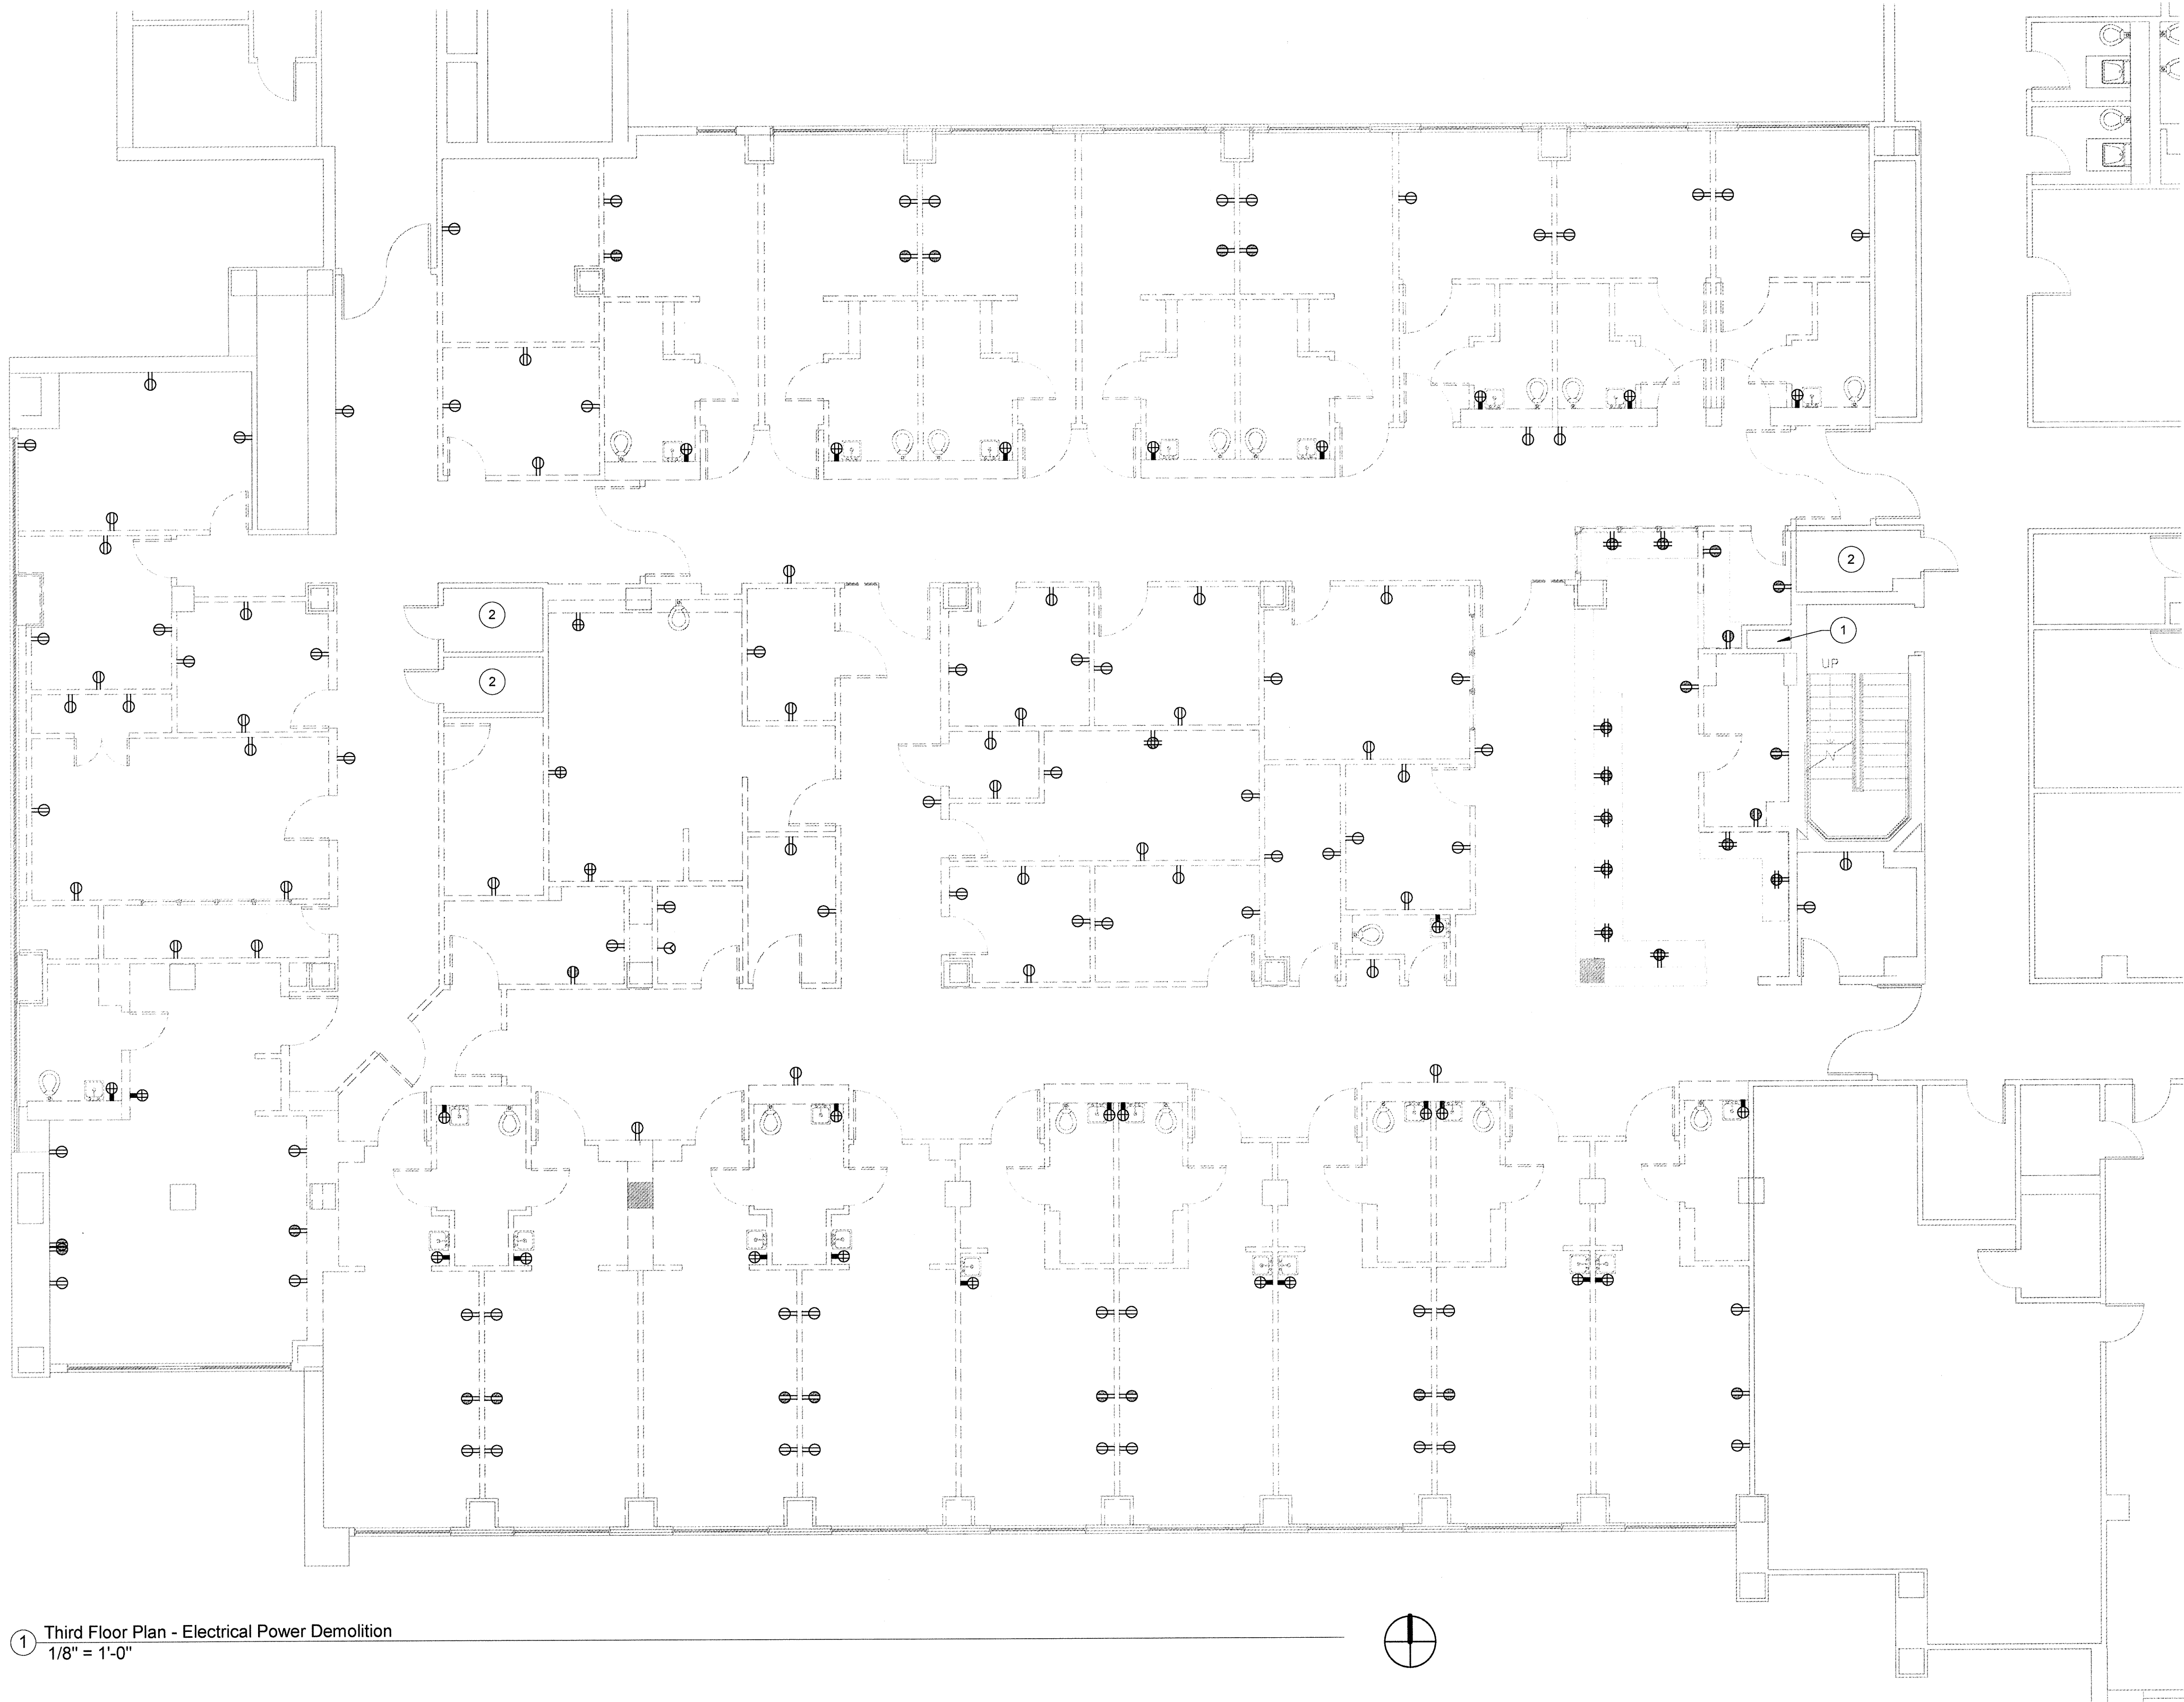 2
2
1
2
UP
1
Third Floor Plan - Electrical Power Demolition
1/8" = 1'-0"